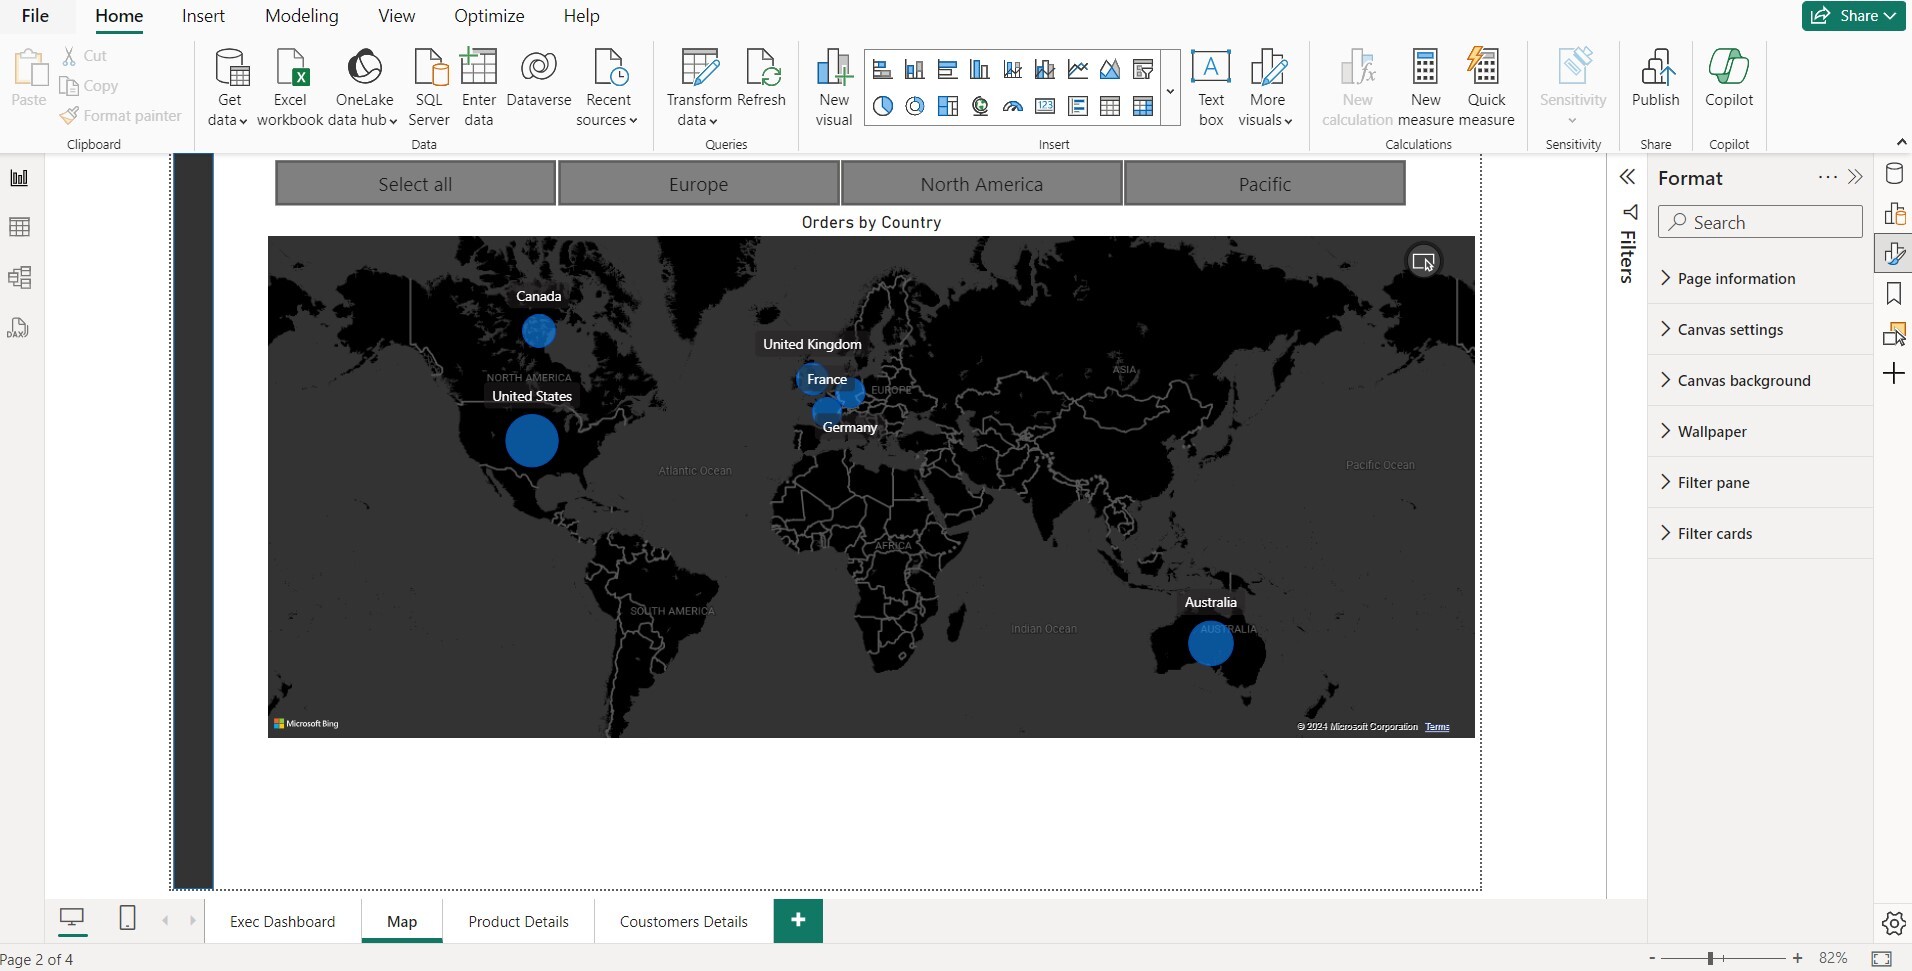 File Home Insert Modeling View Optimize Help Share
Paste
Cut
Copy
Format painter
Clipboard
Get data
Excel workbook
OneLake data hub
SQL Server
Enter data
Dataverse
Recent sources
Data
Transform data
Refresh
Queries
New visual
123
A
Text box
More visuals
Insert
New calculation
New measure
Quick measure
Calculations
Sensitivity
Sensitivity
Publish
Share
Copilot
Copilot
DAX
Select all Europe North America Pacific
Orders by Country
Canada
United Kingdom
NORTH AMERICA
United States
France
EUROPE
ASIA
Germany
Atlantic Ocean
Pacific Ocean
AFRICA
SOUTH AMERICA
Australia
AUSTRALIA
Indian Ocean
Microsoft Bing
© 2024 Microsoft Corporation Terms
Filters
Format
Search
Page information
Canvas settings
Canvas background
Wallpaper
Filter pane
Filter cards
Exec Dashboard Map Product Details Coustomers Details +
Page 2 of 4
- + 82%